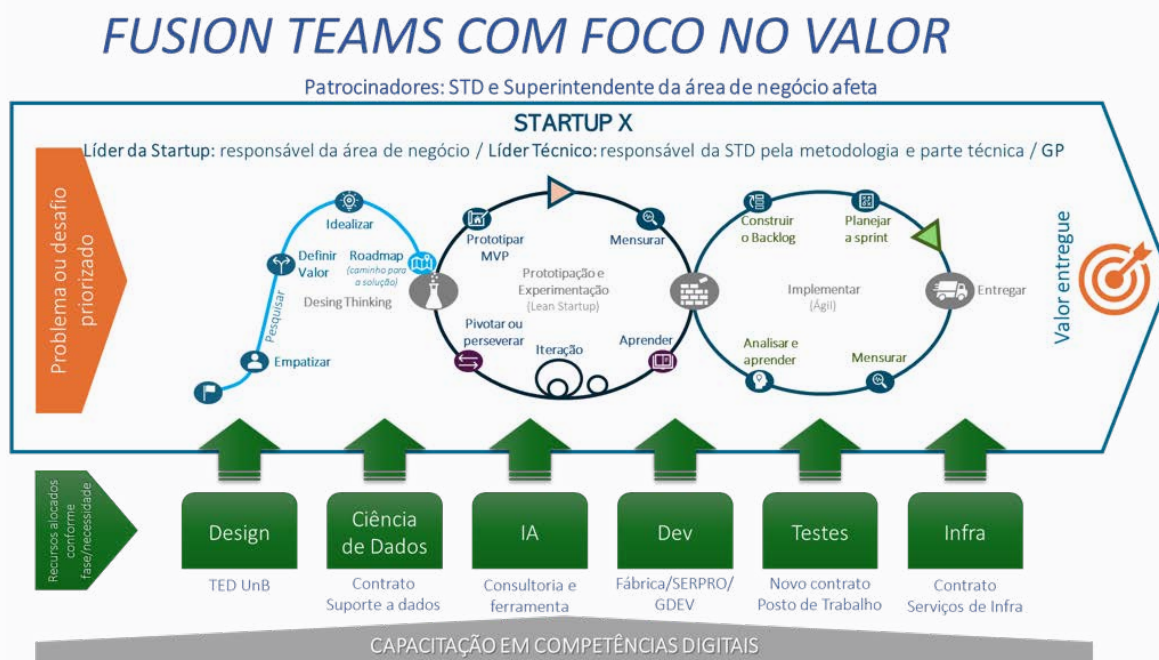 FUSION TEAMS COM FOCO NO VALOR
Patrocinadores: STD e Superintendente da área de negócio afeta
STARTUP X
Líder da Startup: responsável da área de negócio / Líder Técnico: responsável da STD pela metodologia e parte técnica / GP
Problema ou desafio
priorizado
Empatizar
Pesquisar
Definir
Valor
Idealizar
Roadmap
(caminho para
a solução)
Desing Thinking
Prototipar
MVP
Mensurar
Prototipação e
Experimentação
(Lean Startup)
Pivotar ou
perseverar
Iteração
Aprender
Construir
o Backlog
Planejar
a sprint
Implementar
(Ágil)
Entregar
Analisar e
aprender
Mensurar
Valor entregue
Recursos alocados
conforme
fase/necessidade
Design
TED UnB
Ciência
de Dados
Contrato
Suporte a dados
IA
Consultoria e
ferramenta
Dev
Fábrica/SERPRO/
GDEV
Testes
Novo contrato
Posto de Trabalho
Infra
Contrato
Serviços de Infra
CAPACITAÇÃO EM COMPETÊNCIAS DIGITAIS